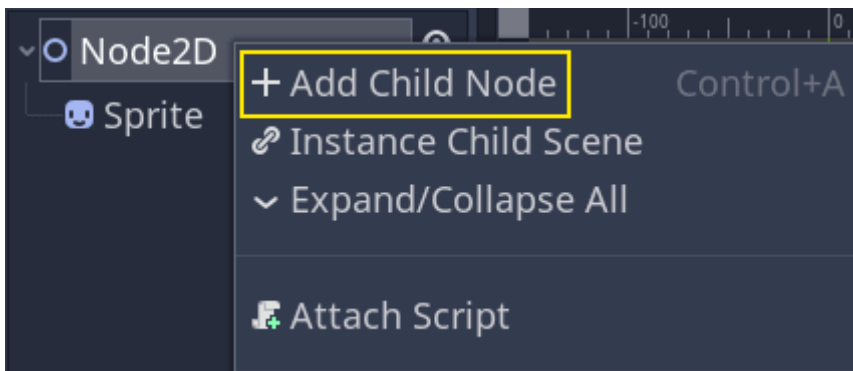 -100
0
Node2D
Add Child Node Control+A
Sprite
Instance Child Scene
Expand/Collapse All
Attach Script